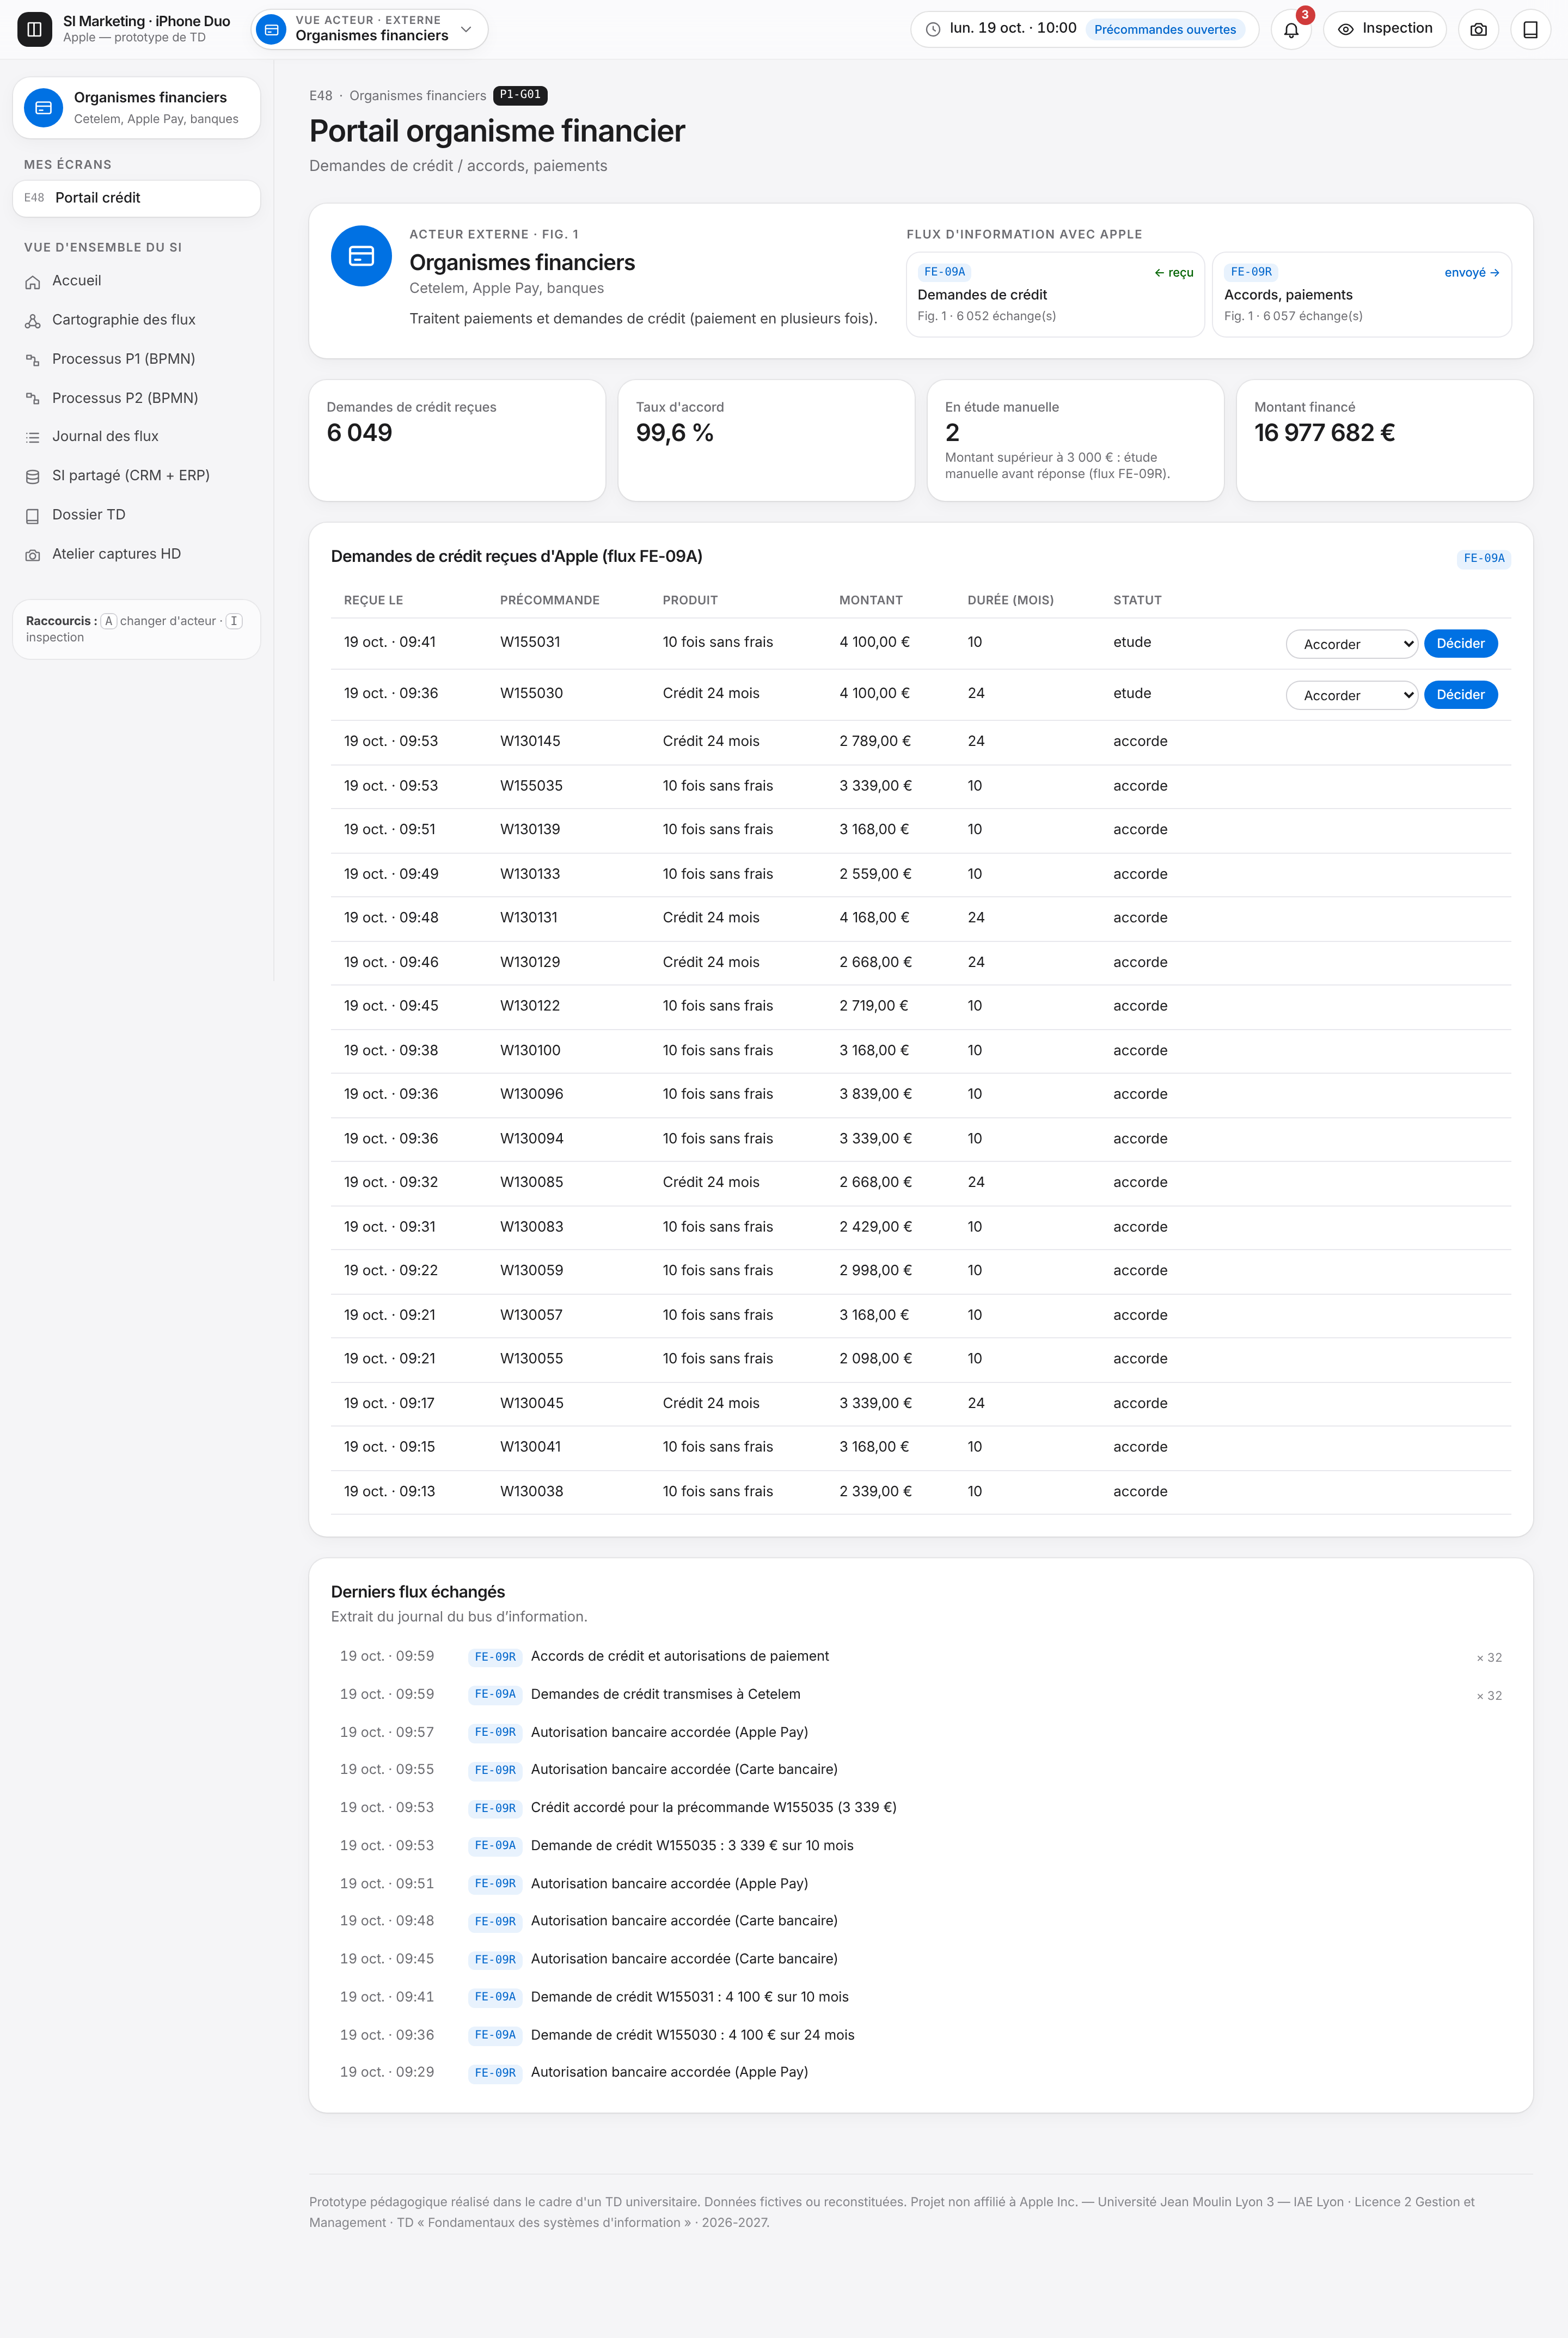 SI Marketing · iPhone Duo
Apple — prototype de TD
VUE ACTEUR · EXTERNE
Organismes financiers
lun. 19 oct. · 10:00 Précommandes ouvertes
3
Inspection
Organismes financiers
Cetelem, Apple Pay, banques
MES ÉCRANS
E48 Portail crédit
VUE D'ENSEMBLE DU SI
Accueil
Cartographie des flux
Processus P1 (BPMN)
Processus P2 (BPMN)
Journal des flux
SI partagé (CRM + ERP)
Dossier TD
Atelier captures HD
Raccourcis : A changer d'acteur · I
inspection
E48 · Organismes financiers P1-G01
Portail organisme financier
Demandes de crédit / accords, paiements
ACTEUR EXTERNE · FIG. 1
Organismes financiers
Cetelem, Apple Pay, banques
Traitent paiements et demandes de crédit (paiement en plusieurs fois).
FLUX D'INFORMATION AVEC APPLE
FE-09A ← reçu
Demandes de crédit
Fig. 1 · 6 052 échange(s)
FE-09R envoyé →
Accords, paiements
Fig. 1 · 6 057 échange(s)
Demandes de crédit reçues
6 049
Taux d'accord
99,6 %
En étude manuelle
2
Montant supérieur à 3 000 € : étude
manuelle avant réponse (flux FE-09R).
Montant financé
16 977 682 €
Demandes de crédit reçues d'Apple (flux FE-09A) FE-09A
REÇUE LE PRÉCOMMANDE PRODUIT MONTANT DURÉE (MOIS) STATUT
19 oct. · 09:41 W155031 10 fois sans frais 4 100,00 € 10 etude Accorder Décider
19 oct. · 09:36 W155030 Crédit 24 mois 4 100,00 € 24 etude Accorder Décider
19 oct. · 09:53 W130145 Crédit 24 mois 2 789,00 € 24 accorde
19 oct. · 09:53 W155035 10 fois sans frais 3 339,00 € 10 accorde
19 oct. · 09:51 W130139 10 fois sans frais 3 168,00 € 10 accorde
19 oct. · 09:49 W130133 10 fois sans frais 2 559,00 € 10 accorde
19 oct. · 09:48 W130131 Crédit 24 mois 4 168,00 € 24 accorde
19 oct. · 09:46 W130129 Crédit 24 mois 2 668,00 € 24 accorde
19 oct. · 09:45 W130122 10 fois sans frais 2 719,00 € 10 accorde
19 oct. · 09:38 W130100 10 fois sans frais 3 168,00 € 10 accorde
19 oct. · 09:36 W130096 10 fois sans frais 3 839,00 € 10 accorde
19 oct. · 09:36 W130094 10 fois sans frais 3 339,00 € 10 accorde
19 oct. · 09:32 W130085 Crédit 24 mois 2 668,00 € 24 accorde
19 oct. · 09:31 W130083 10 fois sans frais 2 429,00 € 10 accorde
19 oct. · 09:22 W130059 10 fois sans frais 2 998,00 € 10 accorde
19 oct. · 09:21 W130057 10 fois sans frais 3 168,00 € 10 accorde
19 oct. · 09:21 W130055 10 fois sans frais 2 098,00 € 10 accorde
19 oct. · 09:17 W130045 Crédit 24 mois 3 339,00 € 24 accorde
19 oct. · 09:15 W130041 10 fois sans frais 3 168,00 € 10 accorde
19 oct. · 09:13 W130038 10 fois sans frais 2 339,00 € 10 accorde
Derniers flux échangés
Extrait du journal du bus d’information.
19 oct. · 09:59 FE-09R Accords de crédit et autorisations de paiement × 32
19 oct. · 09:59 FE-09A Demandes de crédit transmises à Cetelem × 32
19 oct. · 09:57 FE-09R Autorisation bancaire accordée (Apple Pay)
19 oct. · 09:55 FE-09R Autorisation bancaire accordée (Carte bancaire)
19 oct. · 09:53 FE-09R Crédit accordé pour la précommande W155035 (3 339 €)
19 oct. · 09:53 FE-09A Demande de crédit W155035 : 3 339 € sur 10 mois
19 oct. · 09:51 FE-09R Autorisation bancaire accordée (Apple Pay)
19 oct. · 09:48 FE-09R Autorisation bancaire accordée (Carte bancaire)
19 oct. · 09:45 FE-09R Autorisation bancaire accordée (Carte bancaire)
19 oct. · 09:41 FE-09A Demande de crédit W155031 : 4 100 € sur 10 mois
19 oct. · 09:36 FE-09A Demande de crédit W155030 : 4 100 € sur 24 mois
19 oct. · 09:29 FE-09R Autorisation bancaire accordée (Apple Pay)
Prototype pédagogique réalisé dans le cadre d'un TD universitaire. Données fictives ou reconstituées. Projet non affilié à Apple Inc. — Université Jean Moulin Lyon 3 — IAE Lyon · Licence 2 Gestion et
Management · TD « Fondamentaux des systèmes d'information » · 2026-2027.